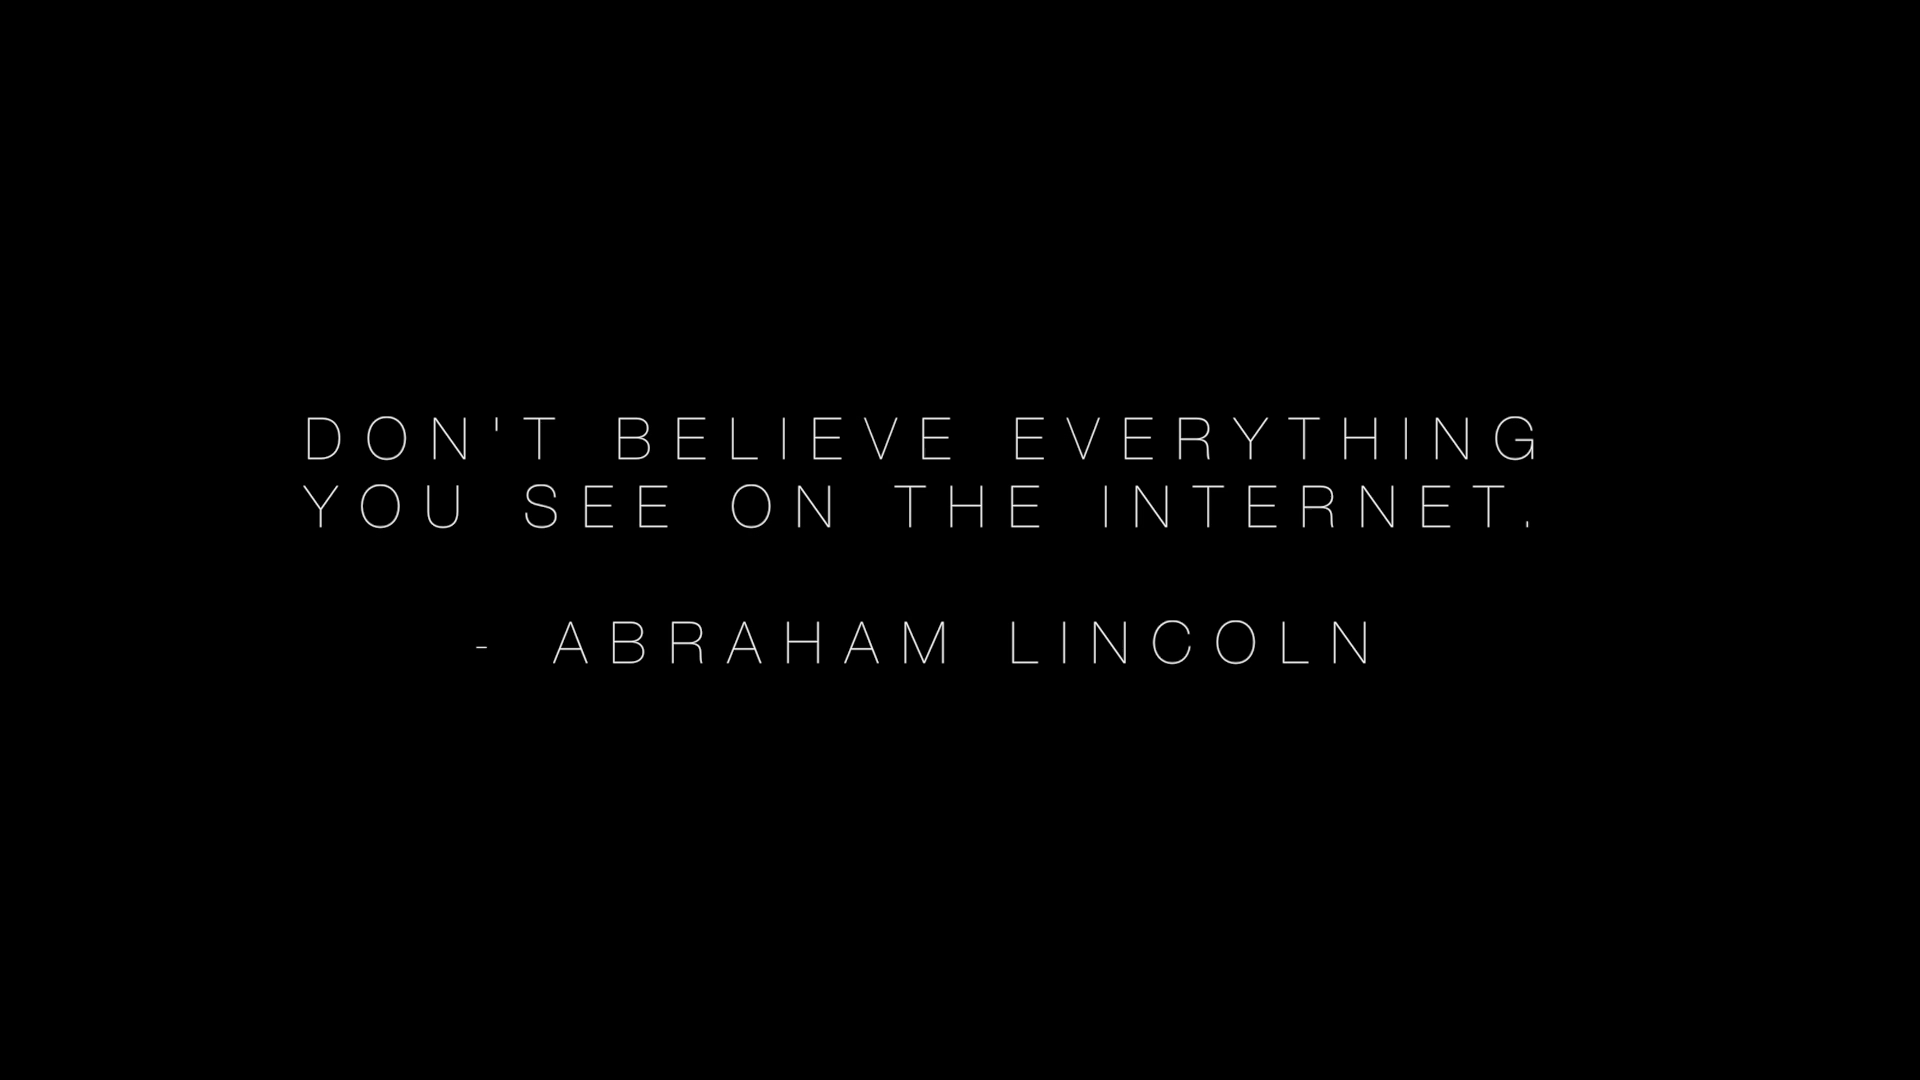 DON'T BELIEVE EVERYTHING
YOU SEE ON THE INTERNET.
- ABRAHAM LINCOLN